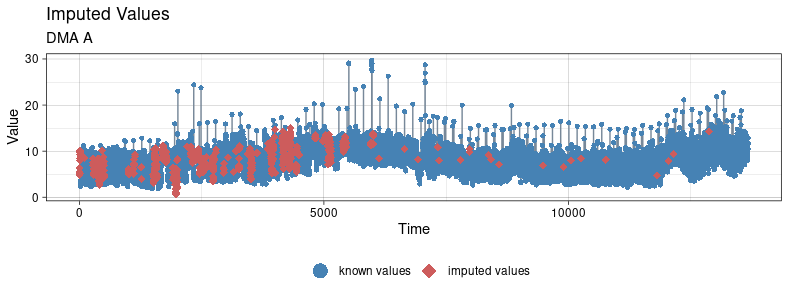 Imputed Values
DMA A
Value
30
20
10
0
0
5000
10000
Time
known values
imputed values